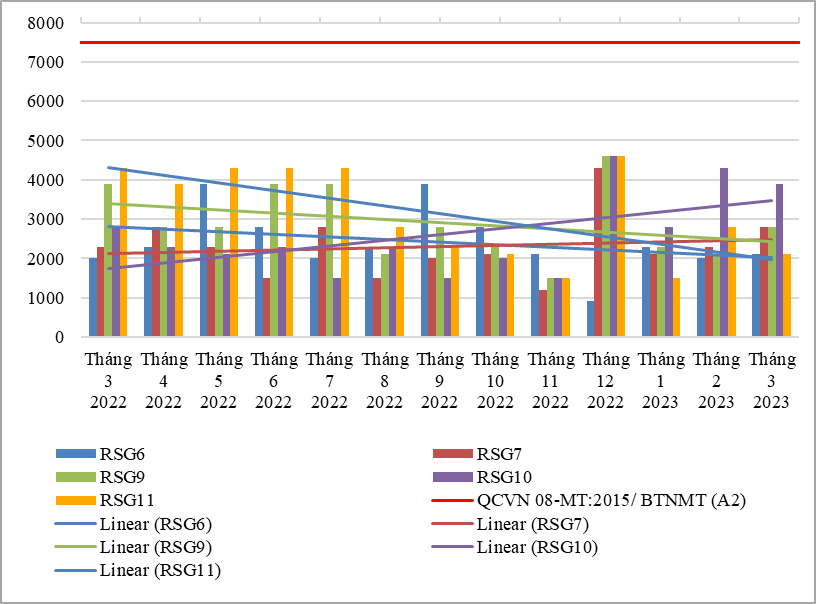 8000
7000
6000
5000
4000
3000
2000
1000
0
Tháng Tháng Tháng Tháng Tháng Tháng Tháng Tháng Tháng Tháng Tháng Tháng Tháng
3 4 5 6 7 8 9 10 11 12 1 2 3
2022 2022 2022 2022 2022 2022 2022 2022 2022 2022 2023 2023 2023
RSG6 RSG7
RSG9 RSG10
RSG11 QCVN 08-MT:2015/ BTNMT (A2)
Linear (RSG6) Linear (RSG7)
Linear (RSG9) Linear (RSG10)
Linear (RSG11)